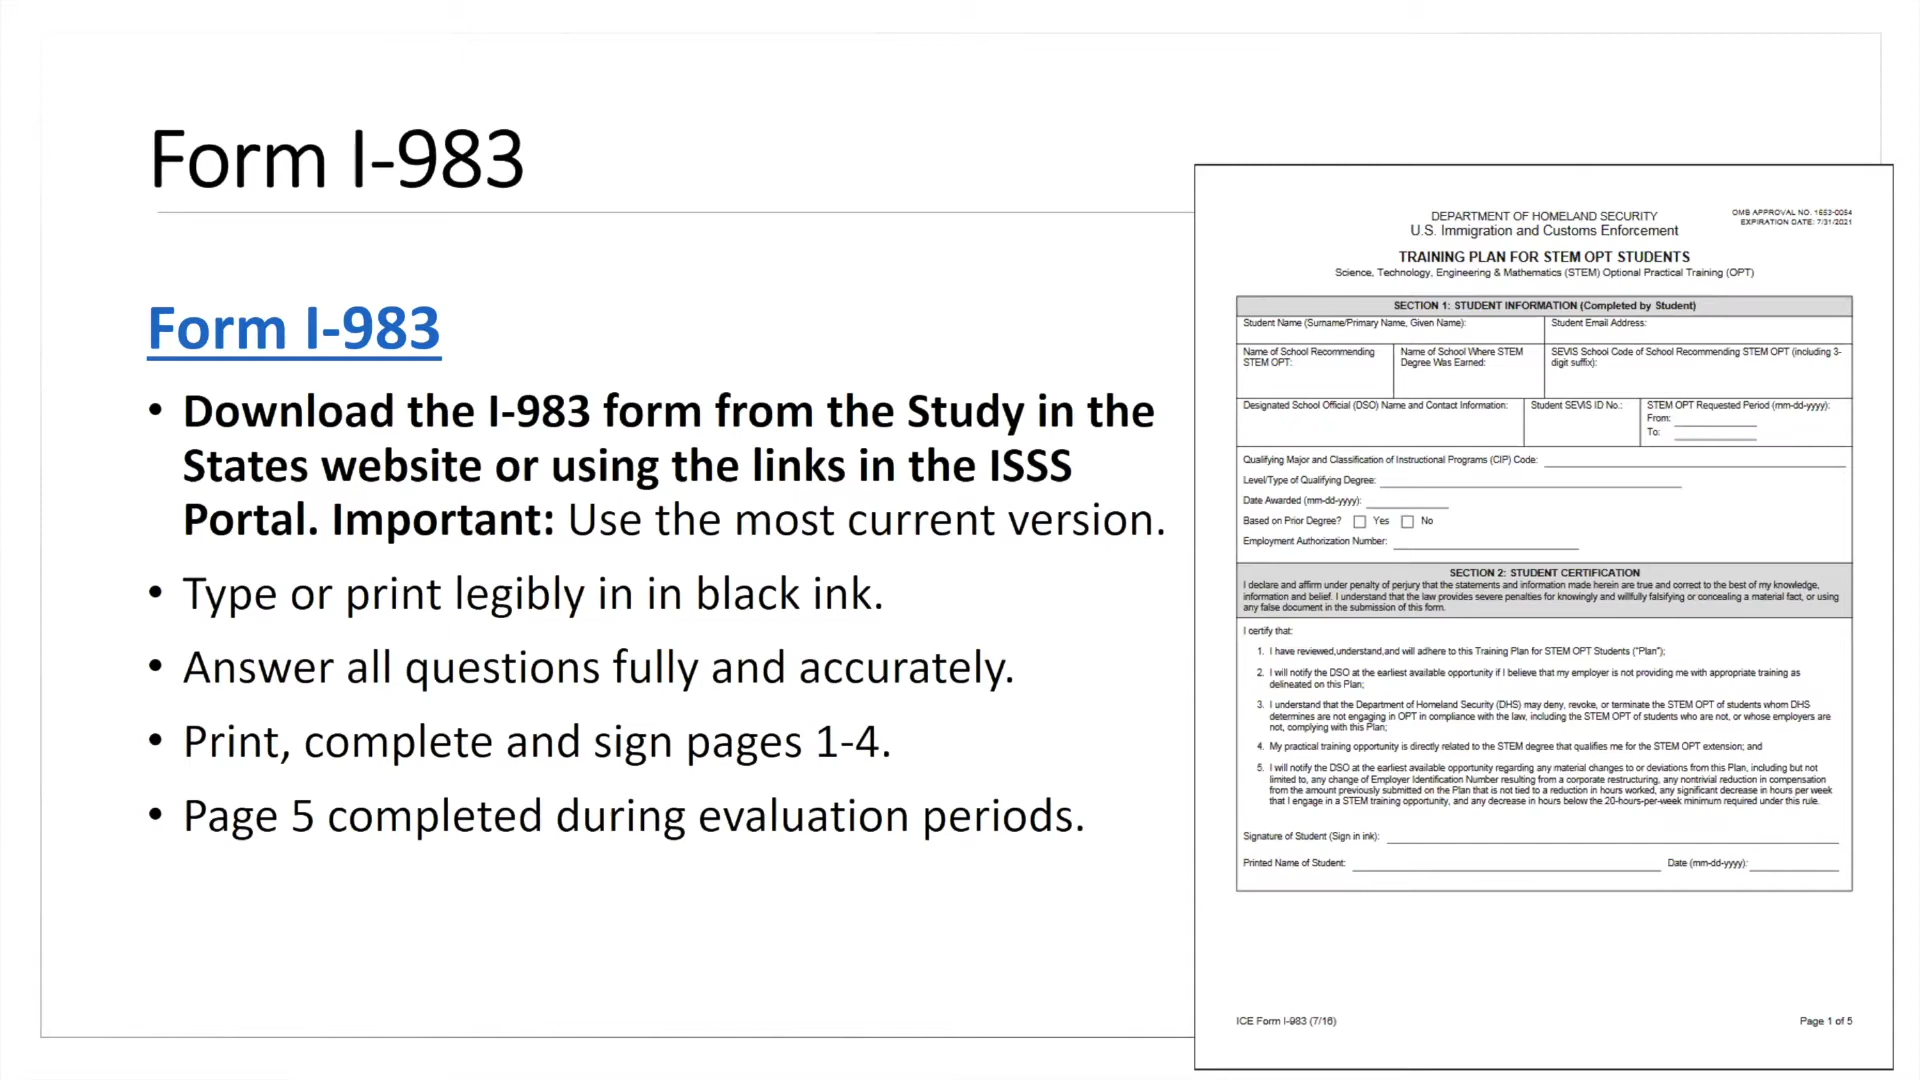 Form I-983
Form I-983
• Download the I-983 form from the Study in the
States website or using the links in the ISSS
Portal. Important: Use the most current version.
• Type or print legibly in in black ink.
• Answer all questions fully and accurately.
• Print, complete and sign pages 1-4.
• Page 5 completed during evaluation periods.
OMB APPROVAL NO. 1653-0054
EXPIRATION DATE: 7/31/2021
DEPARTMENT OF HOMELAND SECURITY
U.S. Immigration and Customs Enforcement
TRAINING PLAN FOR STEM OPT STUDENTS
Science, Technology, Engineering & Mathematics (STEM) Optional Practical Training (OPT)
SECTION 1: STUDENT INFORMATION (Completed by Student)
Student Name (Surname/Primary Name, Given Name):
Student Email Address:
Name of School Recommending
STEM OPT:
Name of School Where STEM
Degree Was Earned:
SEVIS School Code of School Recommending STEM OPT (including 3-
digit suffix):
Designated School Official (DSO) Name and Contact Information:
Student SEVIS ID No.:
STEM OPT Requested Period (mm-dd-yyyy):
From:
To:
Qualifying Major and Classification of Instructional Programs (CIP) Code:
Level/Type of Qualifying Degree:
Date Awarded (mm-dd-yyyy):
Based on Prior Degree? Yes No
Employment Authorization Number:
SECTION 2: STUDENT CERTIFICATION
I declare and affirm under penalty of perjury that the statements and information made herein are true and correct to the best of my knowledge,
information and belief. I understand that the law provides severe penalties for knowingly and willfully falsifying or concealing a material fact, or using
any false document in the submission of this form.
I certify that:
1. I have reviewed,understand,and will adhere to this Training Plan for STEM OPT Students ("Plan");
2. I will notify the DSO at the earliest available opportunity if I believe that my employer is not providing me with appropriate training as
delineated on this Plan;
3. I understand that the Department of Homeland Security (DHS) may deny, revoke, or terminate the STEM OPT of students whom DHS
determines are not engaging in OPT in compliance with the law, including the STEM OPT of students who are not, or whose employers are
not, complying with this Plan;
4. My practical training opportunity is directly related to the STEM degree that qualifies me for the STEM OPT extension; and
5. I will notify the DSO at the earliest available opportunity regarding any material changes to or deviations from this Plan, including but not
limited to, any change of Employer Identification Number resulting from a corporate restructuring, any nontrivial reduction in compensation
from the amount previously submitted on the Plan that is not tied to a reduction in hours worked, any significant decrease in hours per week
that I engage in a STEM training opportunity, and any decrease in hours below the 20-hours-per-week minimum required under this rule.
Signature of Student (Sign in ink):
Printed Name of Student:
Date (mm-dd-yyyy):
ICE Form I-983 (7/16)
Page 1 of 5